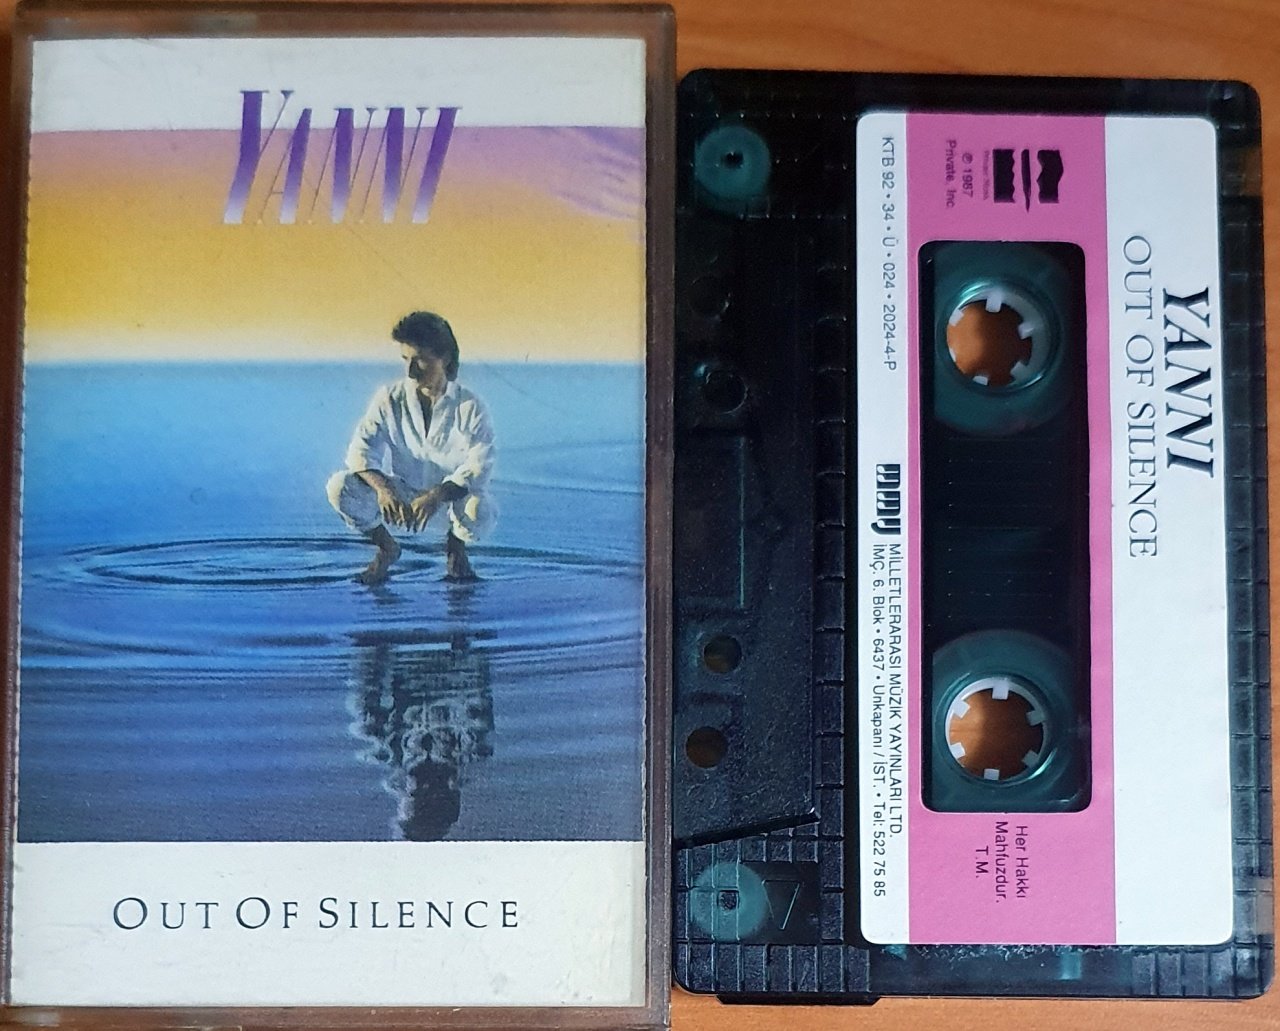 YANNI
OUT OF SILENCE
YANNI
OUT OF SILENCE
℗ 1987
Private, Inc.
Her Hakkı
Mahfuzdur.
T.M.
KTB 92 • 34 • Ü • 024 • 2024-4-P
MMY MİLLETLERARASI MÜZİK YAYINLARI LTD.
İMÇ. 6. Blok • 6437 • Unkapanı / İST. • Tel: 522 75 85